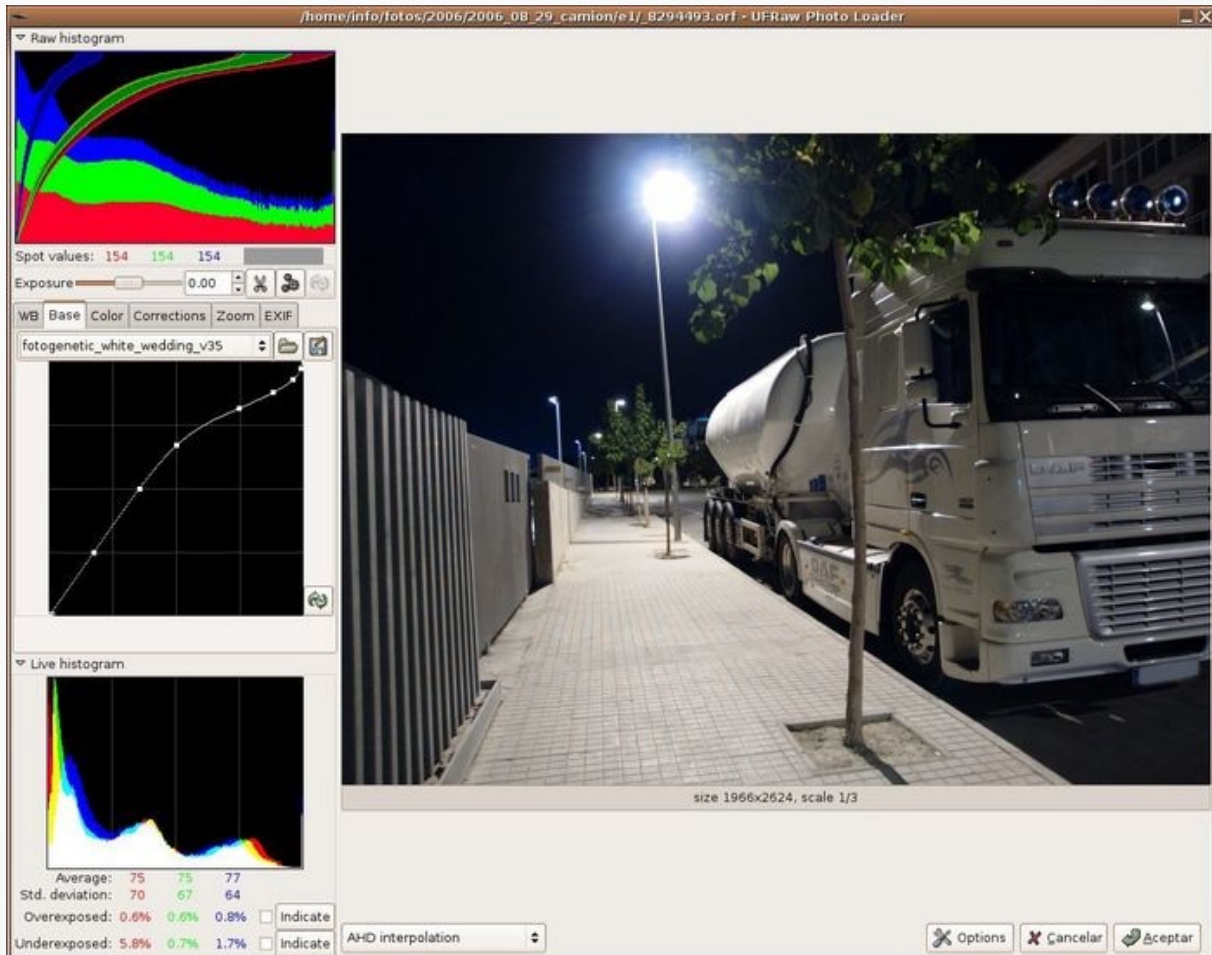 /home/info/fotos/2006/2006_08_29_camion/e1/_8294493.orf - UFRaw Photo Loader
Raw histogram
Spot values: 154 154 154
Exposure 0.00
WB Base Color Corrections Zoom EXIF
fotogenetic_white_wedding_v35
Live histogram
Average: 75 75 77
Std. deviation: 70 67 64
Overexposed: 0.6% 0.6% 0.8% Indicate
Underexposed: 5.8% 0.7% 1.7% Indicate
DAF
DAF
size 1966x2624, scale 1/3
AHD interpolation
Options Cancelar Aceptar